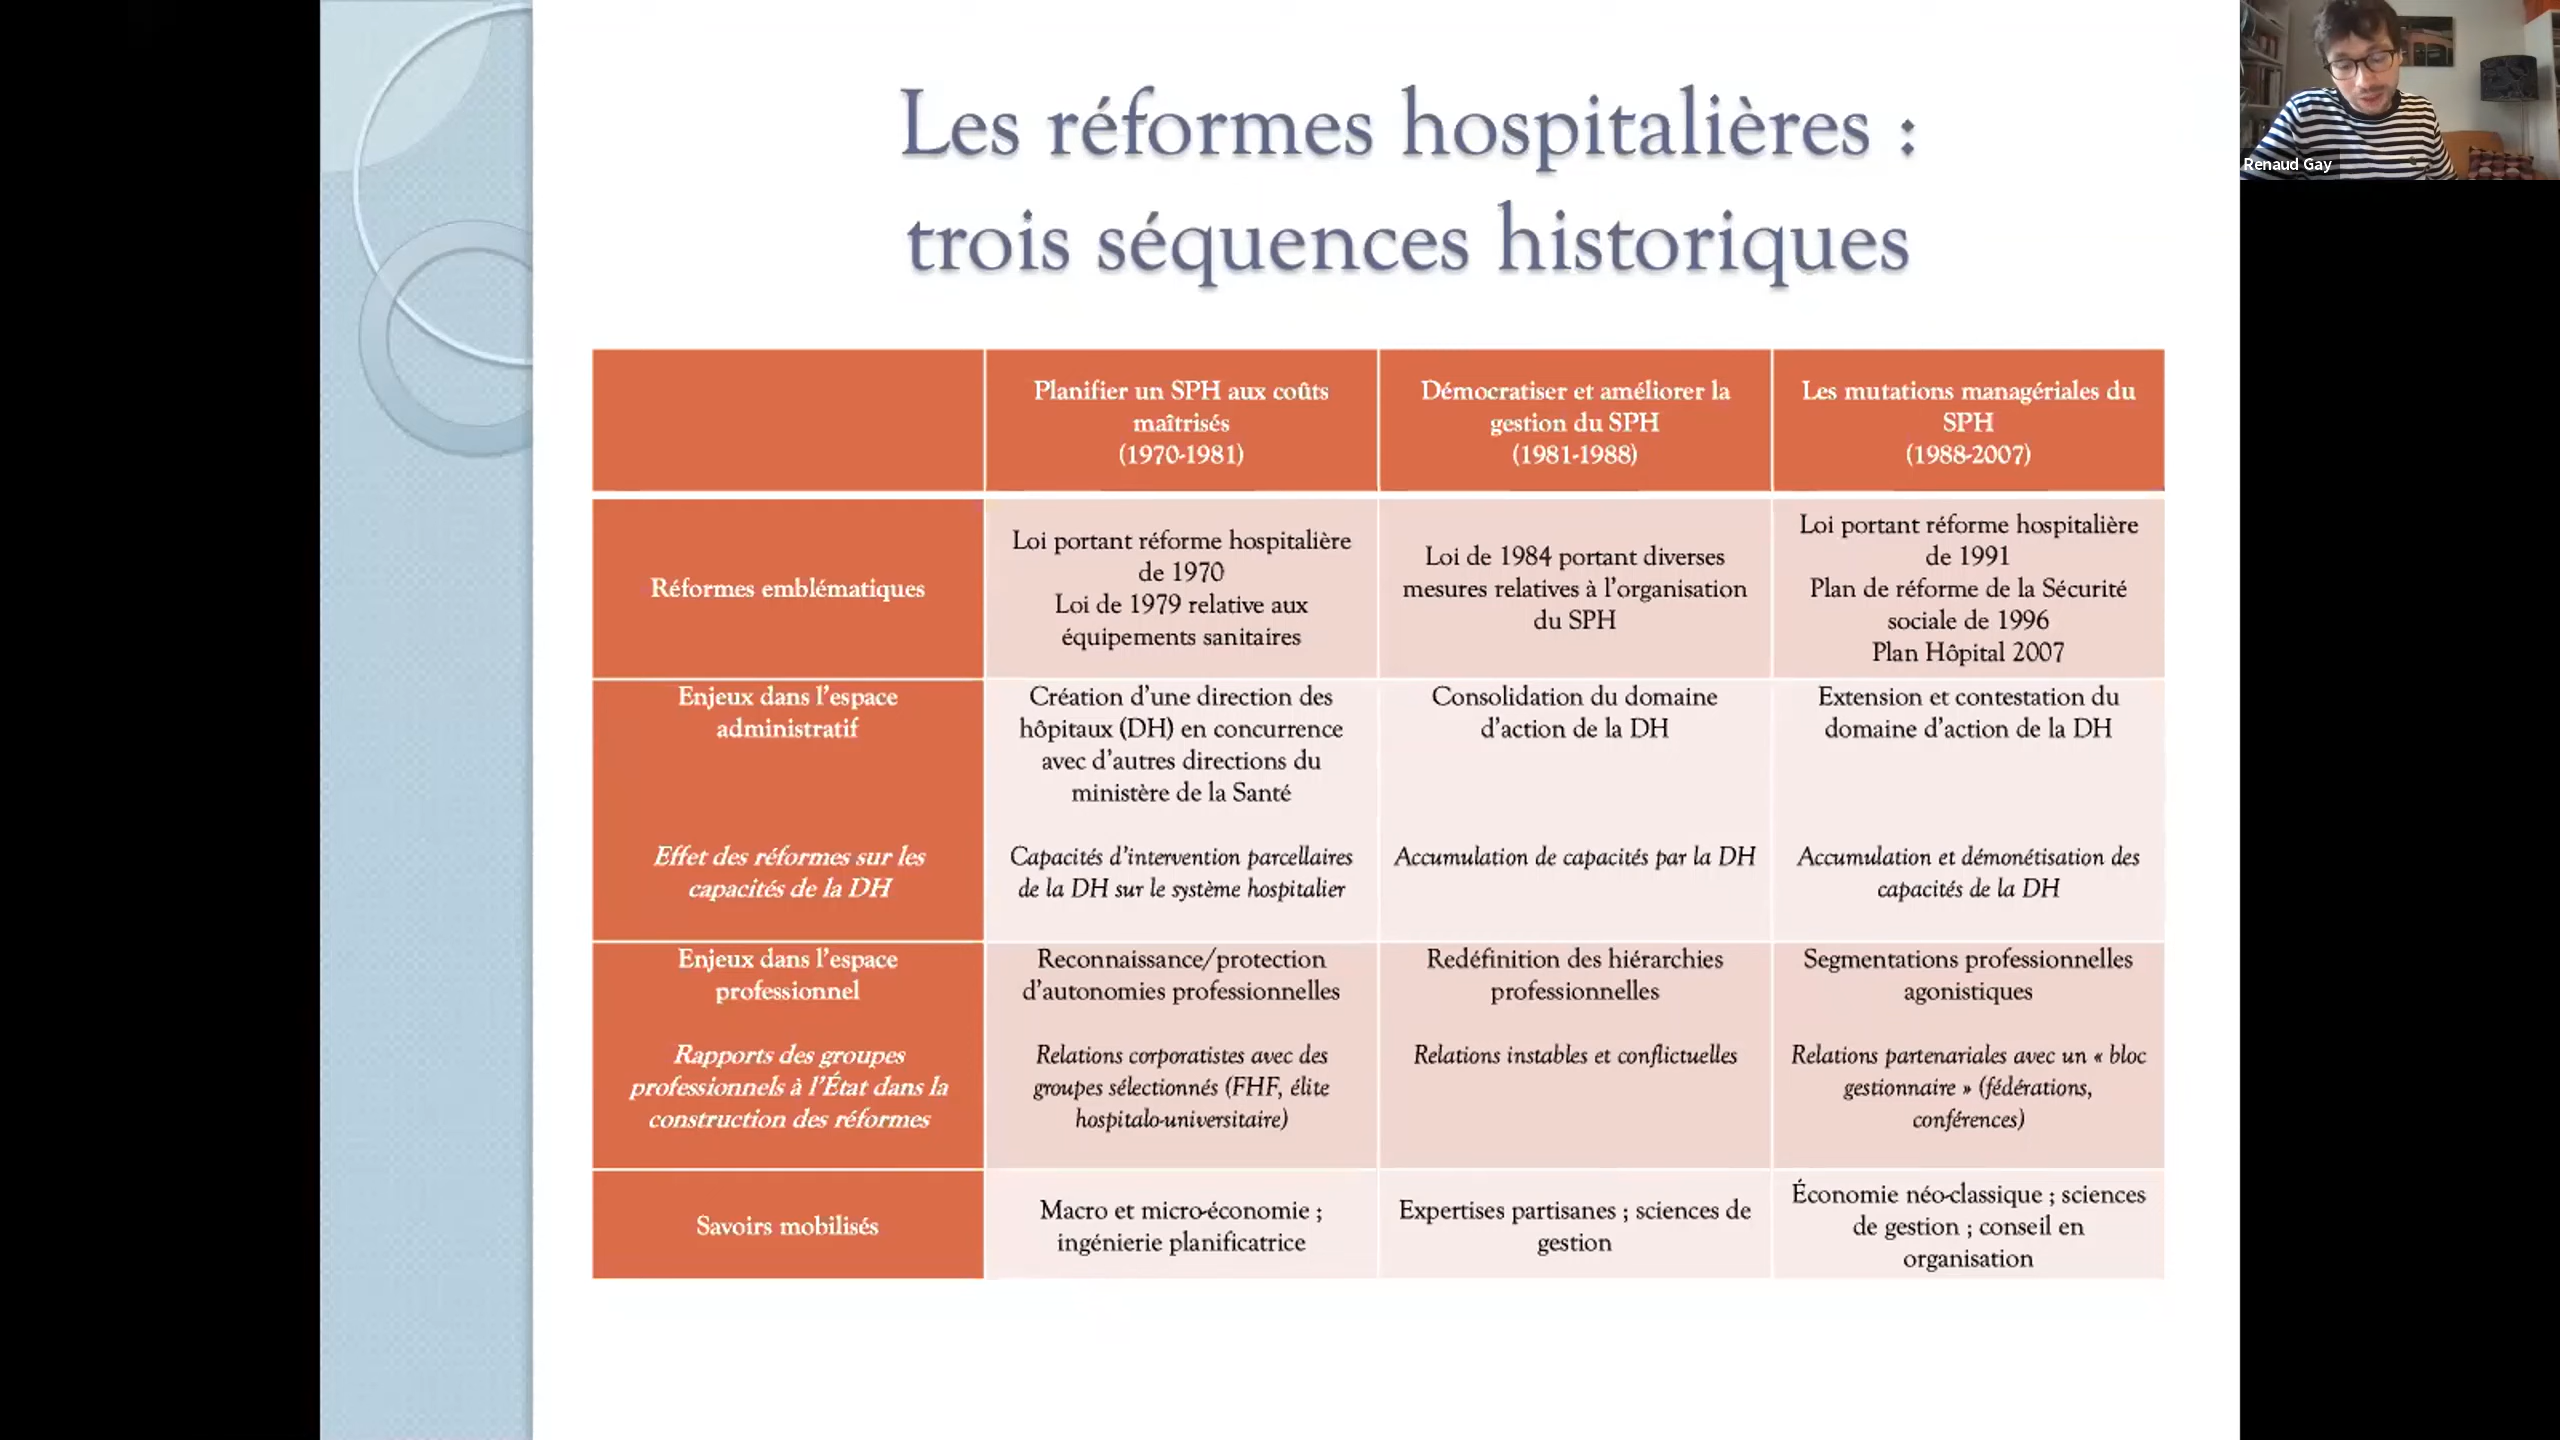 Les réformes hospitalières :
trois séquences historiques
Renaud Gay
Planifier un SPH aux coûts
maîtrisés
(1970-1981)
Démocratiser et améliorer la
gestion du SPH
(1981-1988)
Les mutations managériales du
SPH
(1988-2007)
Réformes emblématiques
Loi portant réforme hospitalière
de 1970
Loi de 1979 relative aux
équipements sanitaires
Loi de 1984 portant diverses
mesures relatives à l'organisation
du SPH
Loi portant réforme hospitalière
de 1991
Plan de réforme de la Sécurité
sociale de 1996
Plan Hôpital 2007
Enjeux dans l'espace
administratif
Effet des réformes sur les
capacités de la DH
Création d'une direction des
hôpitaux (DH) en concurrence
avec d'autres directions du
ministère de la Santé
Capacités d'intervention parcellaires
de la DH sur le système hospitalier
Consolidation du domaine
d'action de la DH
Accumulation de capacités par la DH
Extension et contestation du
domaine d'action de la DH
Accumulation et démonétisation des
capacités de la DH
Enjeux dans l'espace
professionnel
Rapports des groupes
professionnels à l'État dans la
construction des réformes
Reconnaissance/protection
d'autonomies professionnelles
Relations corporatistes avec des
groupes sélectionnés (FHF, élite
hospitalo-universitaire)
Redéfinition des hiérarchies
professionnelles
Relations instables et conflictuelles
Segmentations professionnelles
agonistiques
Relations partenariales avec un « bloc
gestionnaire » (fédérations,
conférences)
Savoirs mobilisés
Macro et micro-économie ;
ingénierie planificatrice
Expertises partisanes ; sciences de
gestion
Économie néo-classique ; sciences
de gestion ; conseil en
organisation